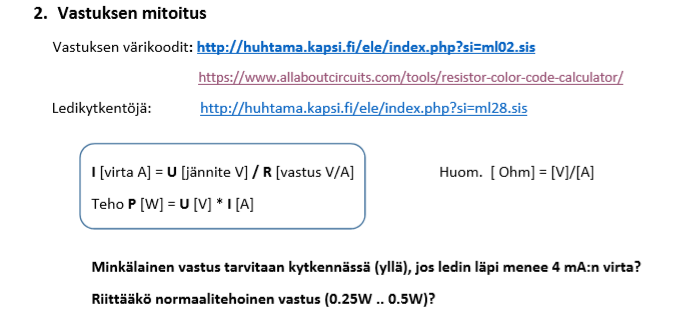 2. Vastuksen mitoitus
Vastuksen värikoodit: http://huhtama.kapsi.fi/ele/index.php?si=ml02.sis
https://www.allaboutcircuits.com/tools/resistor-color-code-calculator/
Ledikytkentöjä: http://huhtama.kapsi.fi/ele/index.php?si=ml28.sis
I [virta A] = U [jännite V] / R [vastus V/A] Huom. [ Ohm] = [V]/[A]
Teho P [W] = U [V] * I [A]
Minkälainen vastus tarvitaan kytkennässä (yllä), jos ledin läpi menee 4 mA:n virta?
Riittääkö normaalitehoinen vastus (0.25W .. 0.5W)?